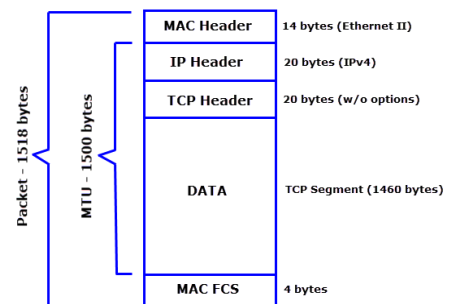 MAC Header 14 bytes (Ethernet II)
IP Header 20 bytes (IPv4)
TCP Header 20 bytes (w/o options)
Packet - 1518 bytes
MTU - 1500 bytes
DATA TCP Segment (1460 bytes)
MAC FCS 4 bytes